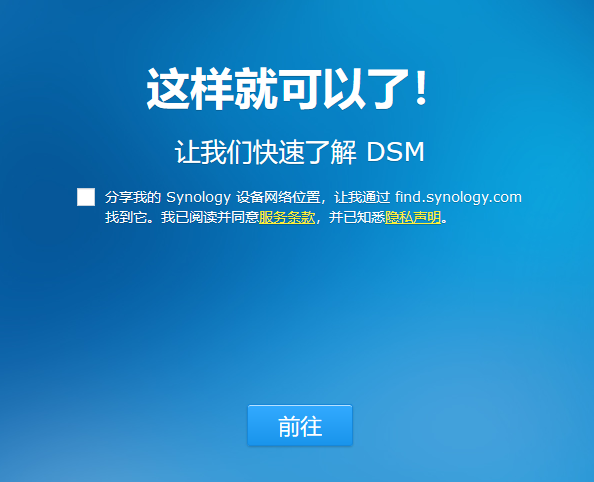 这样就可以了！
让我们快速了解 DSM
分享我的 Synology 设备网络位置，让我通过 find.synology.com
找到它。我已阅读并同意服务条款，并已知悉隐私声明。
前往